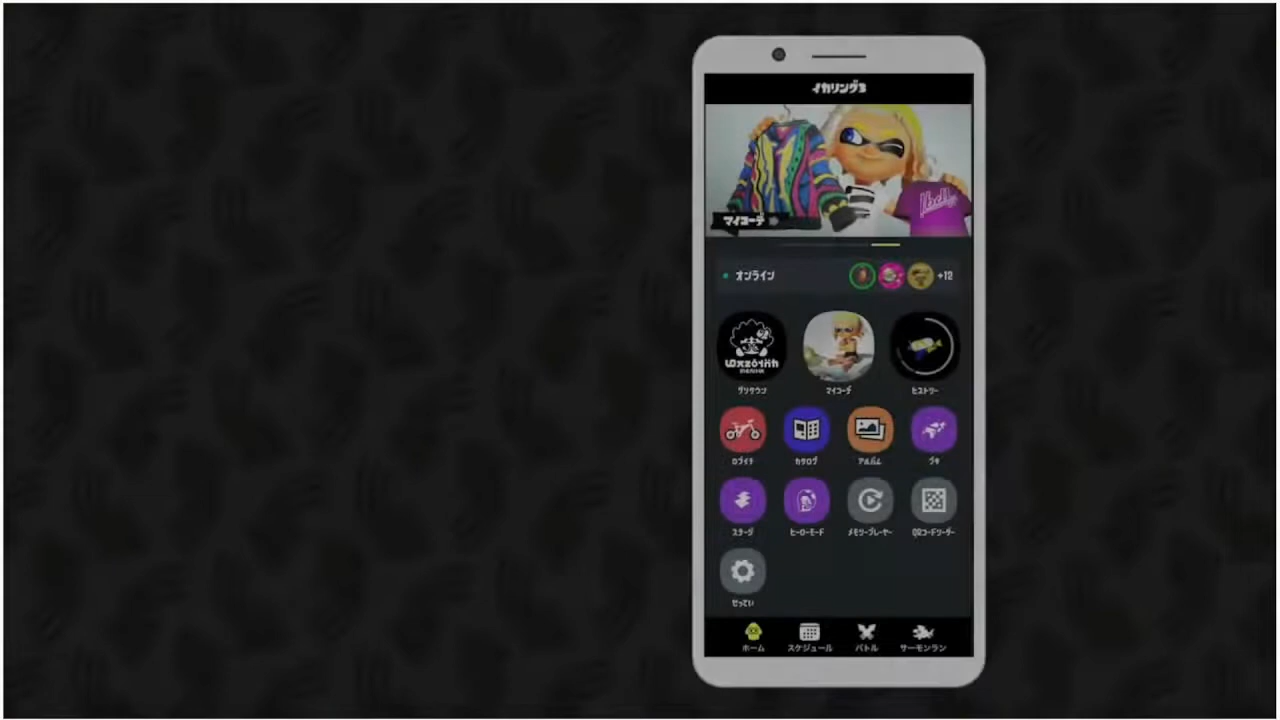 イカリング3
マイコーデ
オンライン
+12
ゲソタウン
マイコーデ
ヒストリー
ロブイチ
カタログ
アルバム
ブキ
ステージ
ヒーローモード
メモリープレーヤー
QRコードリーダー
せってい
ホーム
スケジュール
バトル
サーモンラン